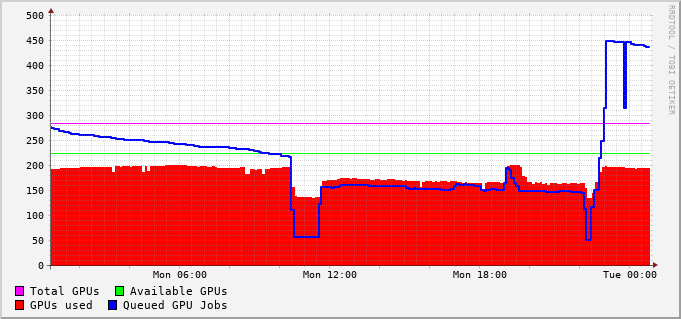 500
450
400
350
300
250
200
150
100
50
0
Mon 06:00 Mon 12:00 Mon 18:00 Tue 00:00
Total GPUs Available GPUs
GPUs used Queued GPU Jobs
RRDTOOL / TOBI OETIKER